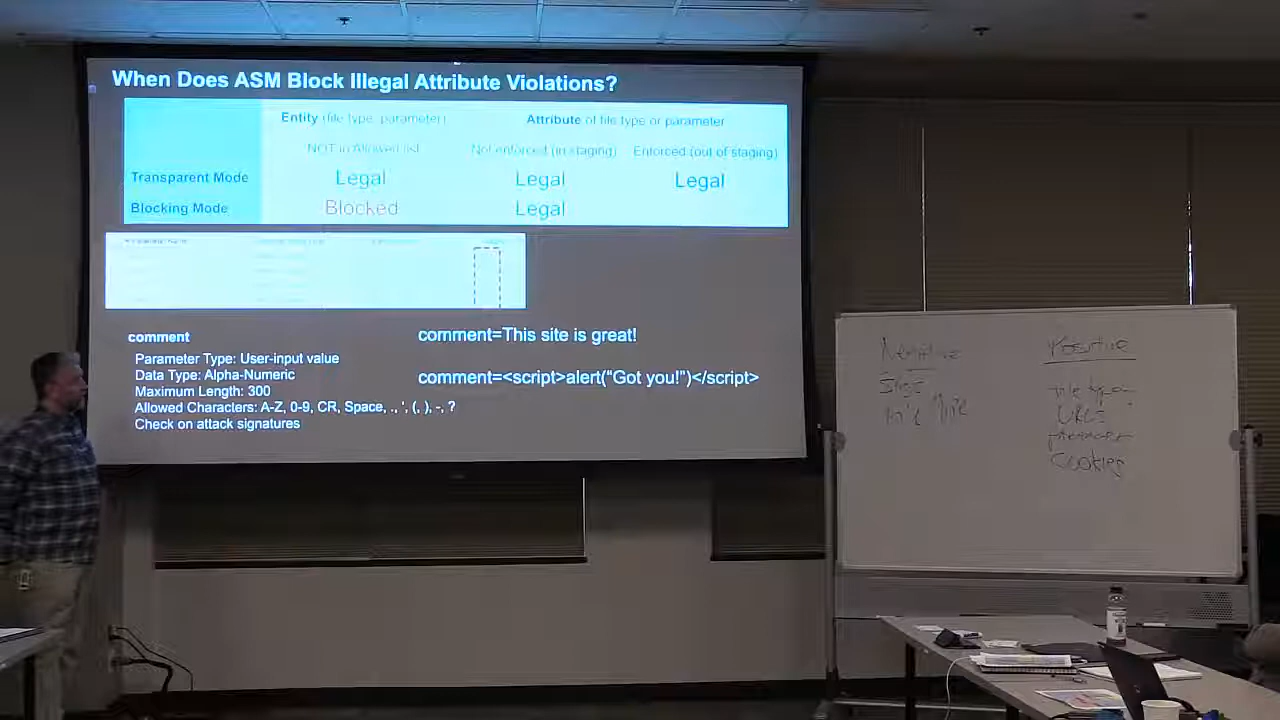 When Does ASM Block Illegal Attribute Violations?
Entity (file type, parameter) Attribute of file type or parameter
NOT in Allowed list Not enforced (in staging) Enforced (out of staging)
Transparent Mode Legal Legal Legal
Blocking Mode Blocked Legal
comment
Parameter Type: User-input value
Data Type: Alpha-Numeric
Maximum Length: 300
Allowed Characters: A-Z, 0-9, CR, Space, ., ', (, ), -, ?
Check on attack signatures
comment=This site is great!
comment=<script>alert(“Got you!”)</script>
Negative
Sigs
Positive
file types
URLs
parameters
Cookies